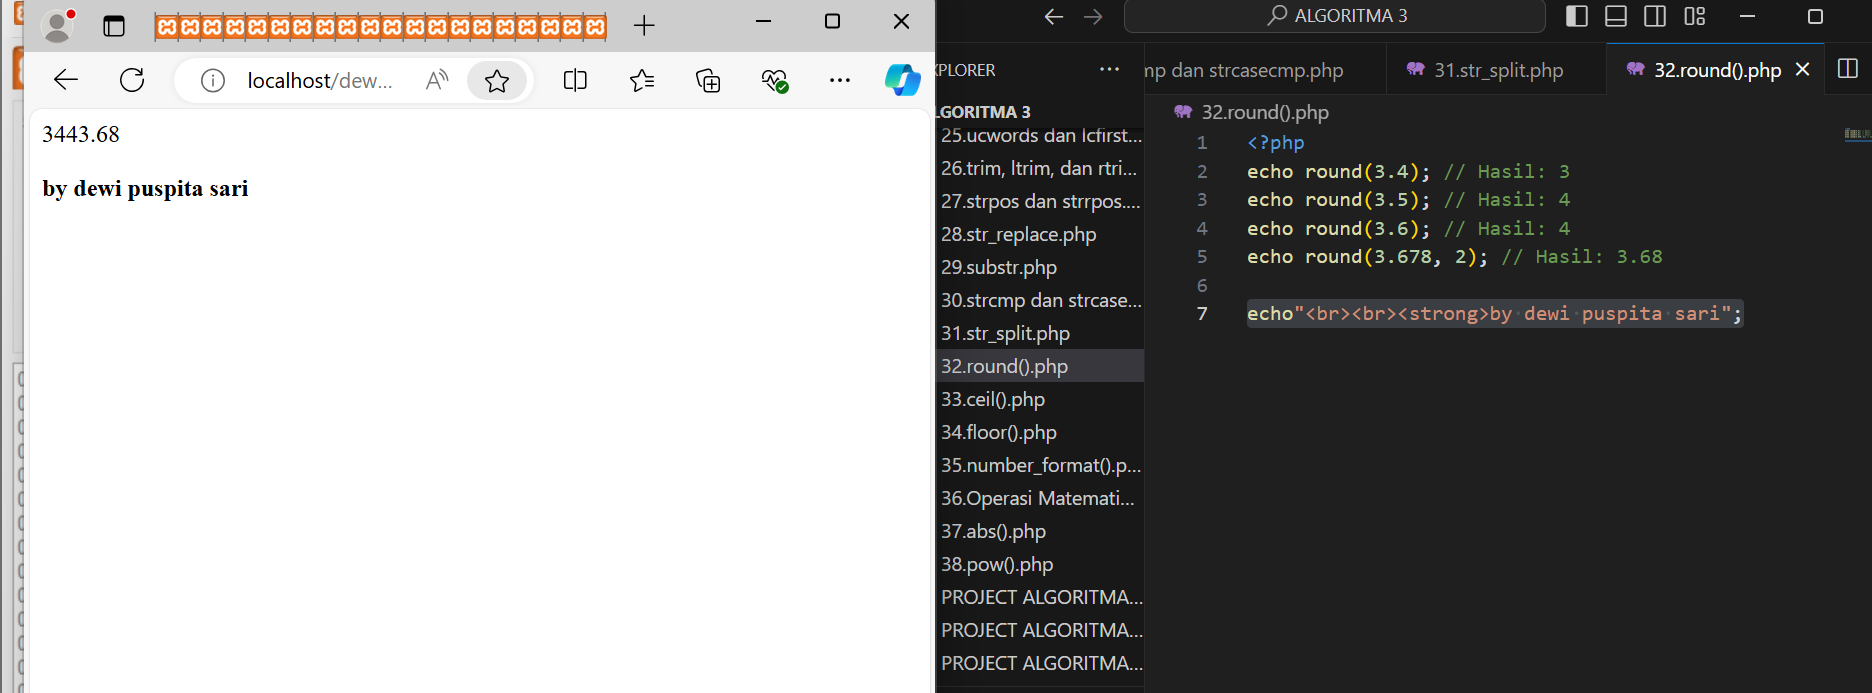 localhost/dew...
3443.68
by dewi puspita sari
ALGORITMA 3
XPLORER
mp dan strcasecmp.php
31.str_split.php
32.round().php
LGORITMA 3
25.ucwords dan lcfirst...
26.trim, ltrim, dan rtri...
27.strpos dan strrpos....
28.str_replace.php
29.substr.php
30.strcmp dan strcase...
31.str_split.php
32.round().php
33.ceil().php
34.floor().php
35.number_format().p...
36.Operasi Matemati...
37.abs().php
38.pow().php
PROJECT ALGORITMA...
PROJECT ALGORITMA...
PROJECT ALGORITMA...
32.round().php
1 <?php
2 echo round(3.4); // Hasil: 3
3 echo round(3.5); // Hasil: 4
4 echo round(3.6); // Hasil: 4
5 echo round(3.678, 2); // Hasil: 3.68
6
7 echo"<br><br><strong>by dewi puspita sari";